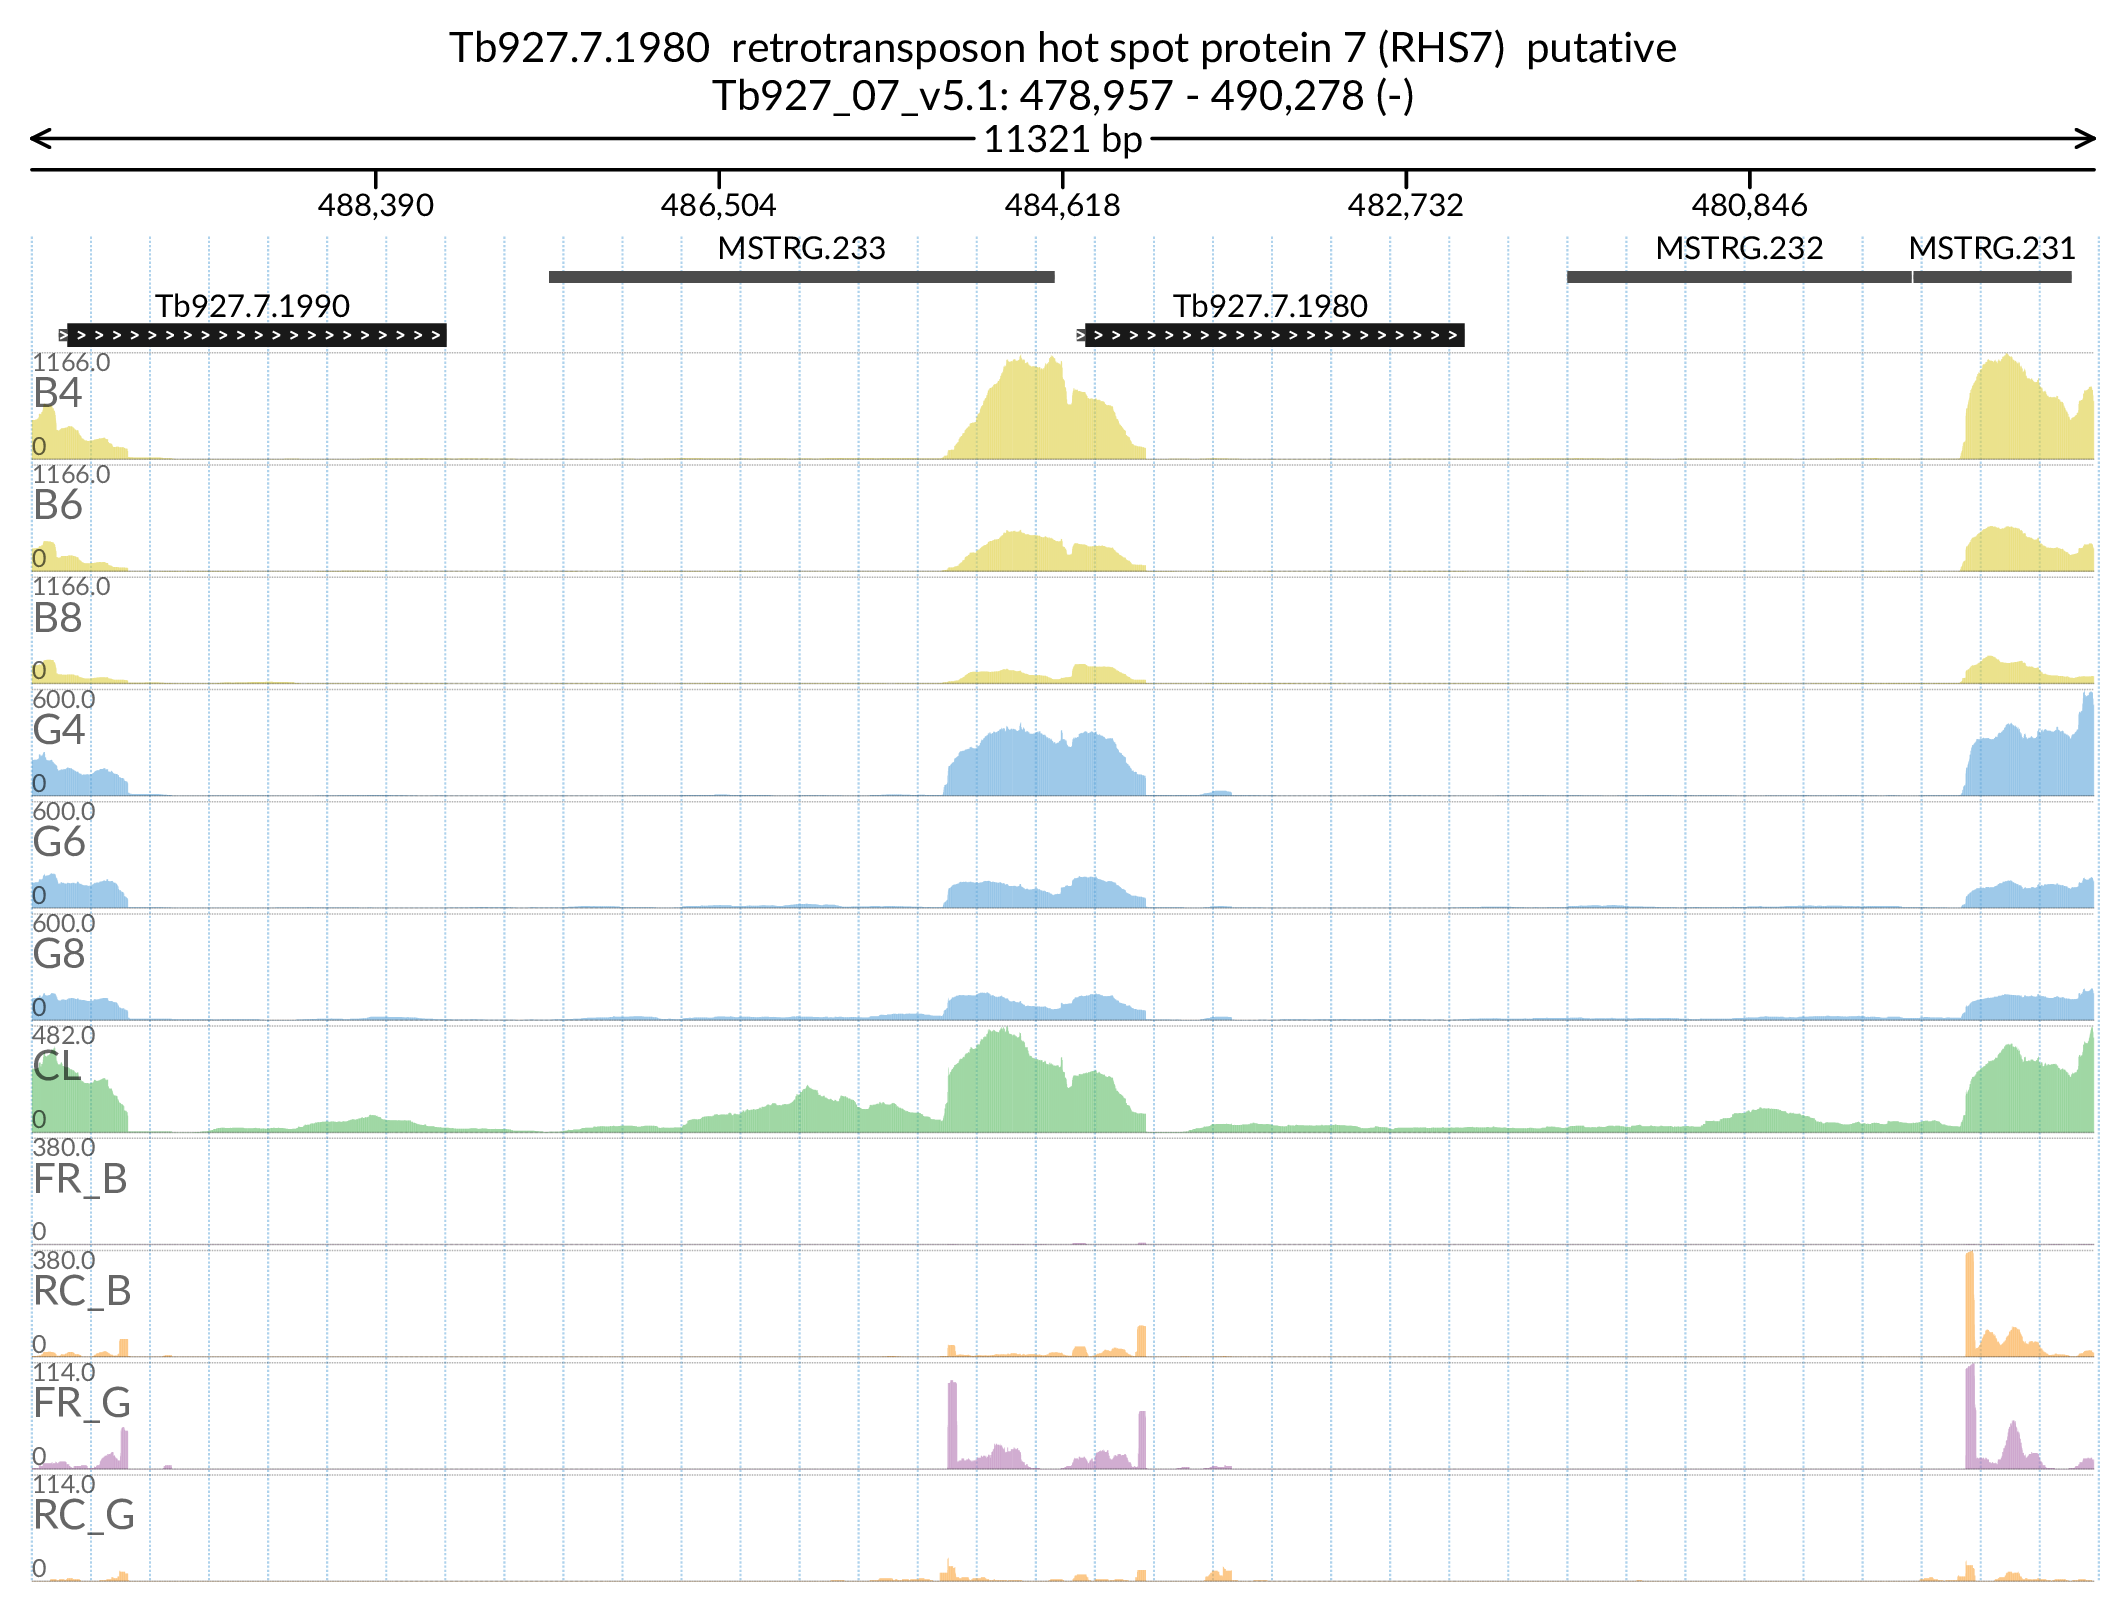 Tb927.7.1980 retrotransposon hot spot protein 7 (RHS7) putative
Tb927_07_v5.1: 478,957 - 490,278 (-)
11321 bp
488,390 486,504 484,618 482,732 480,846
MSTRG.233 MSTRG.232 MSTRG.231
Tb927.7.1990 Tb927.7.1980
1166.0
B4
0
1166.0
B6
0
1166.0
B8
0
600.0
G4
0
600.0
G6
0
600.0
G8
0
482.0
CL
0
380.0
FR_B
0
380.0
RC_B
0
114.0
FR_G
0
114.0
RC_G
0